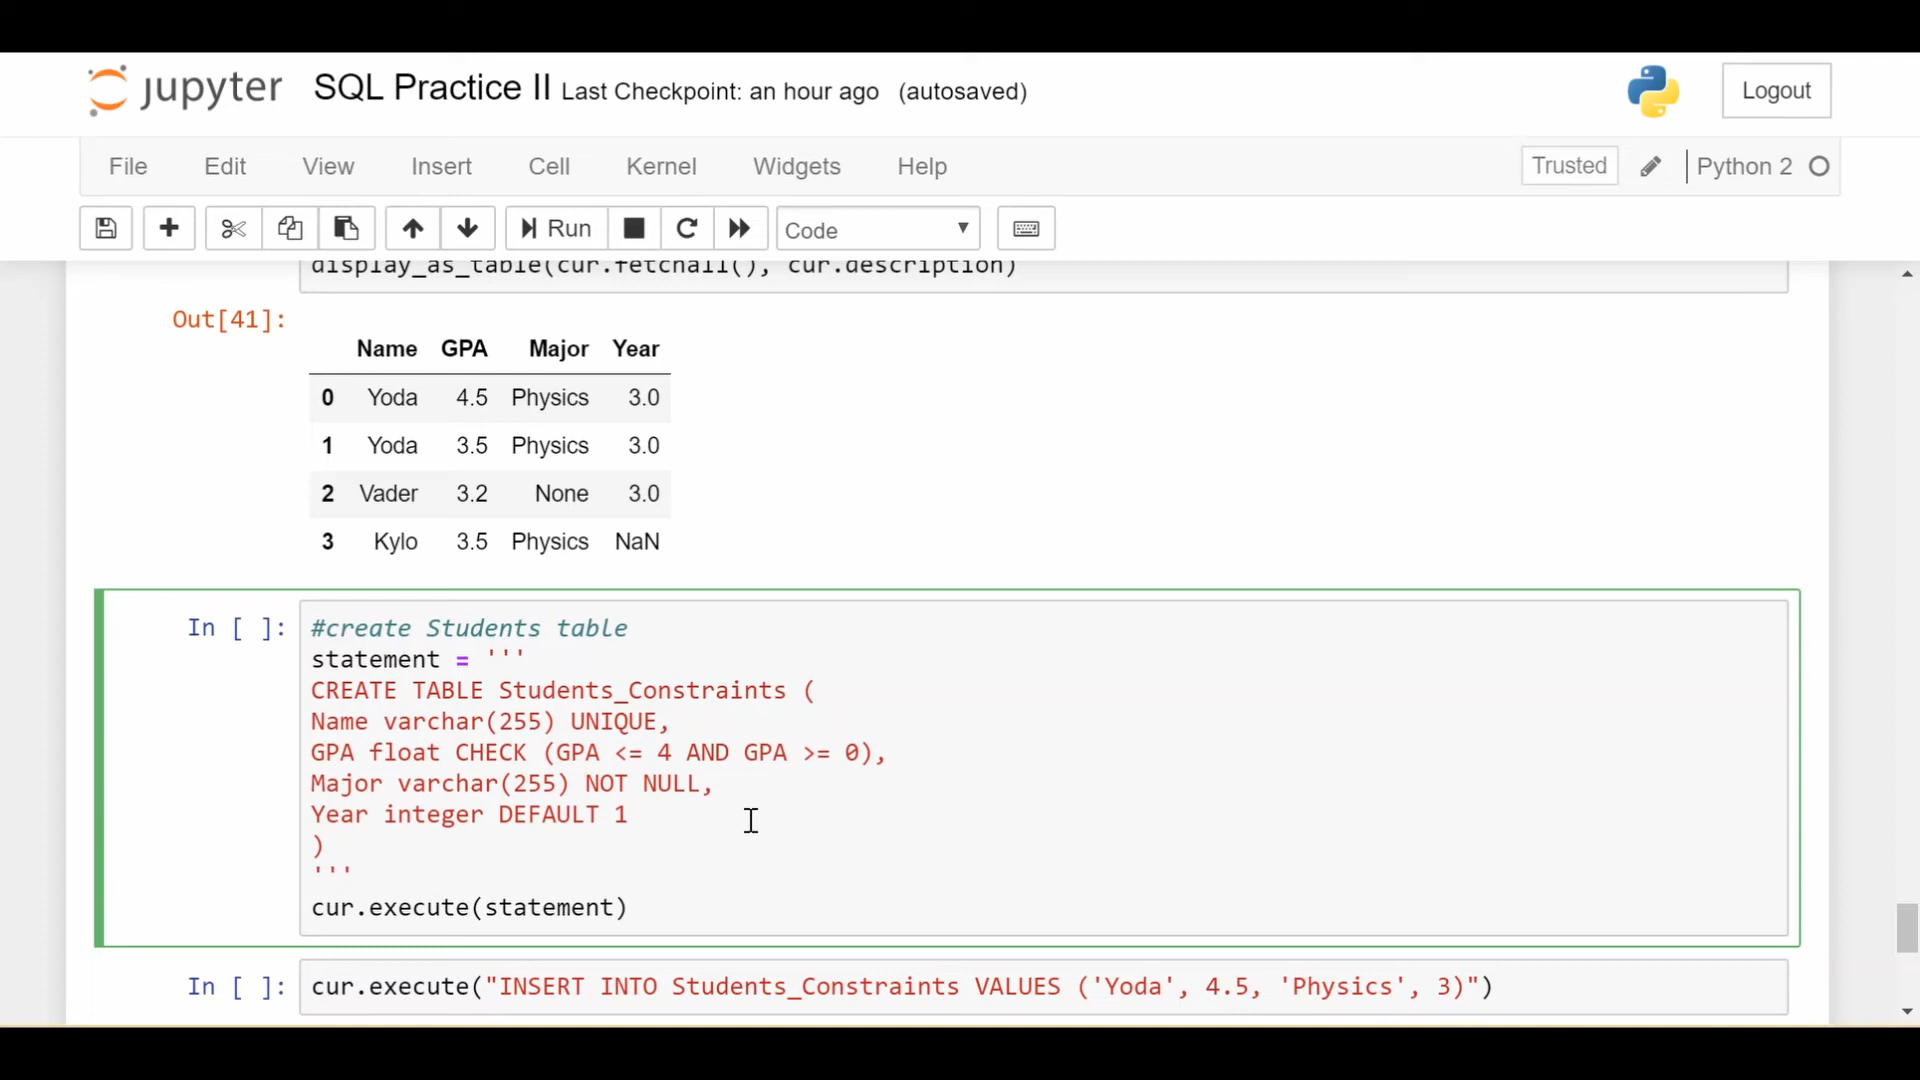 jupyter SQL Practice II Last Checkpoint: an hour ago (autosaved) Logout
File Edit View Insert Cell Kernel Widgets Help Trusted Python 2
Run Code
display_as_table(cur.fetchall(), cur.description)
Out[41]:
Name GPA Major Year
0 Yoda 4.5 Physics 3.0
1 Yoda 3.5 Physics 3.0
2 Vader 3.2 None 3.0
3 Kylo 3.5 Physics NaN
In [ ]: #create Students table
statement = '''
CREATE TABLE Students_Constraints (
Name varchar(255) UNIQUE,
GPA float CHECK (GPA <= 4 AND GPA >= 0),
Major varchar(255) NOT NULL,
Year integer DEFAULT 1
)
'''
cur.execute(statement)
In [ ]: cur.execute("INSERT INTO Students_Constraints VALUES ('Yoda', 4.5, 'Physics', 3)")